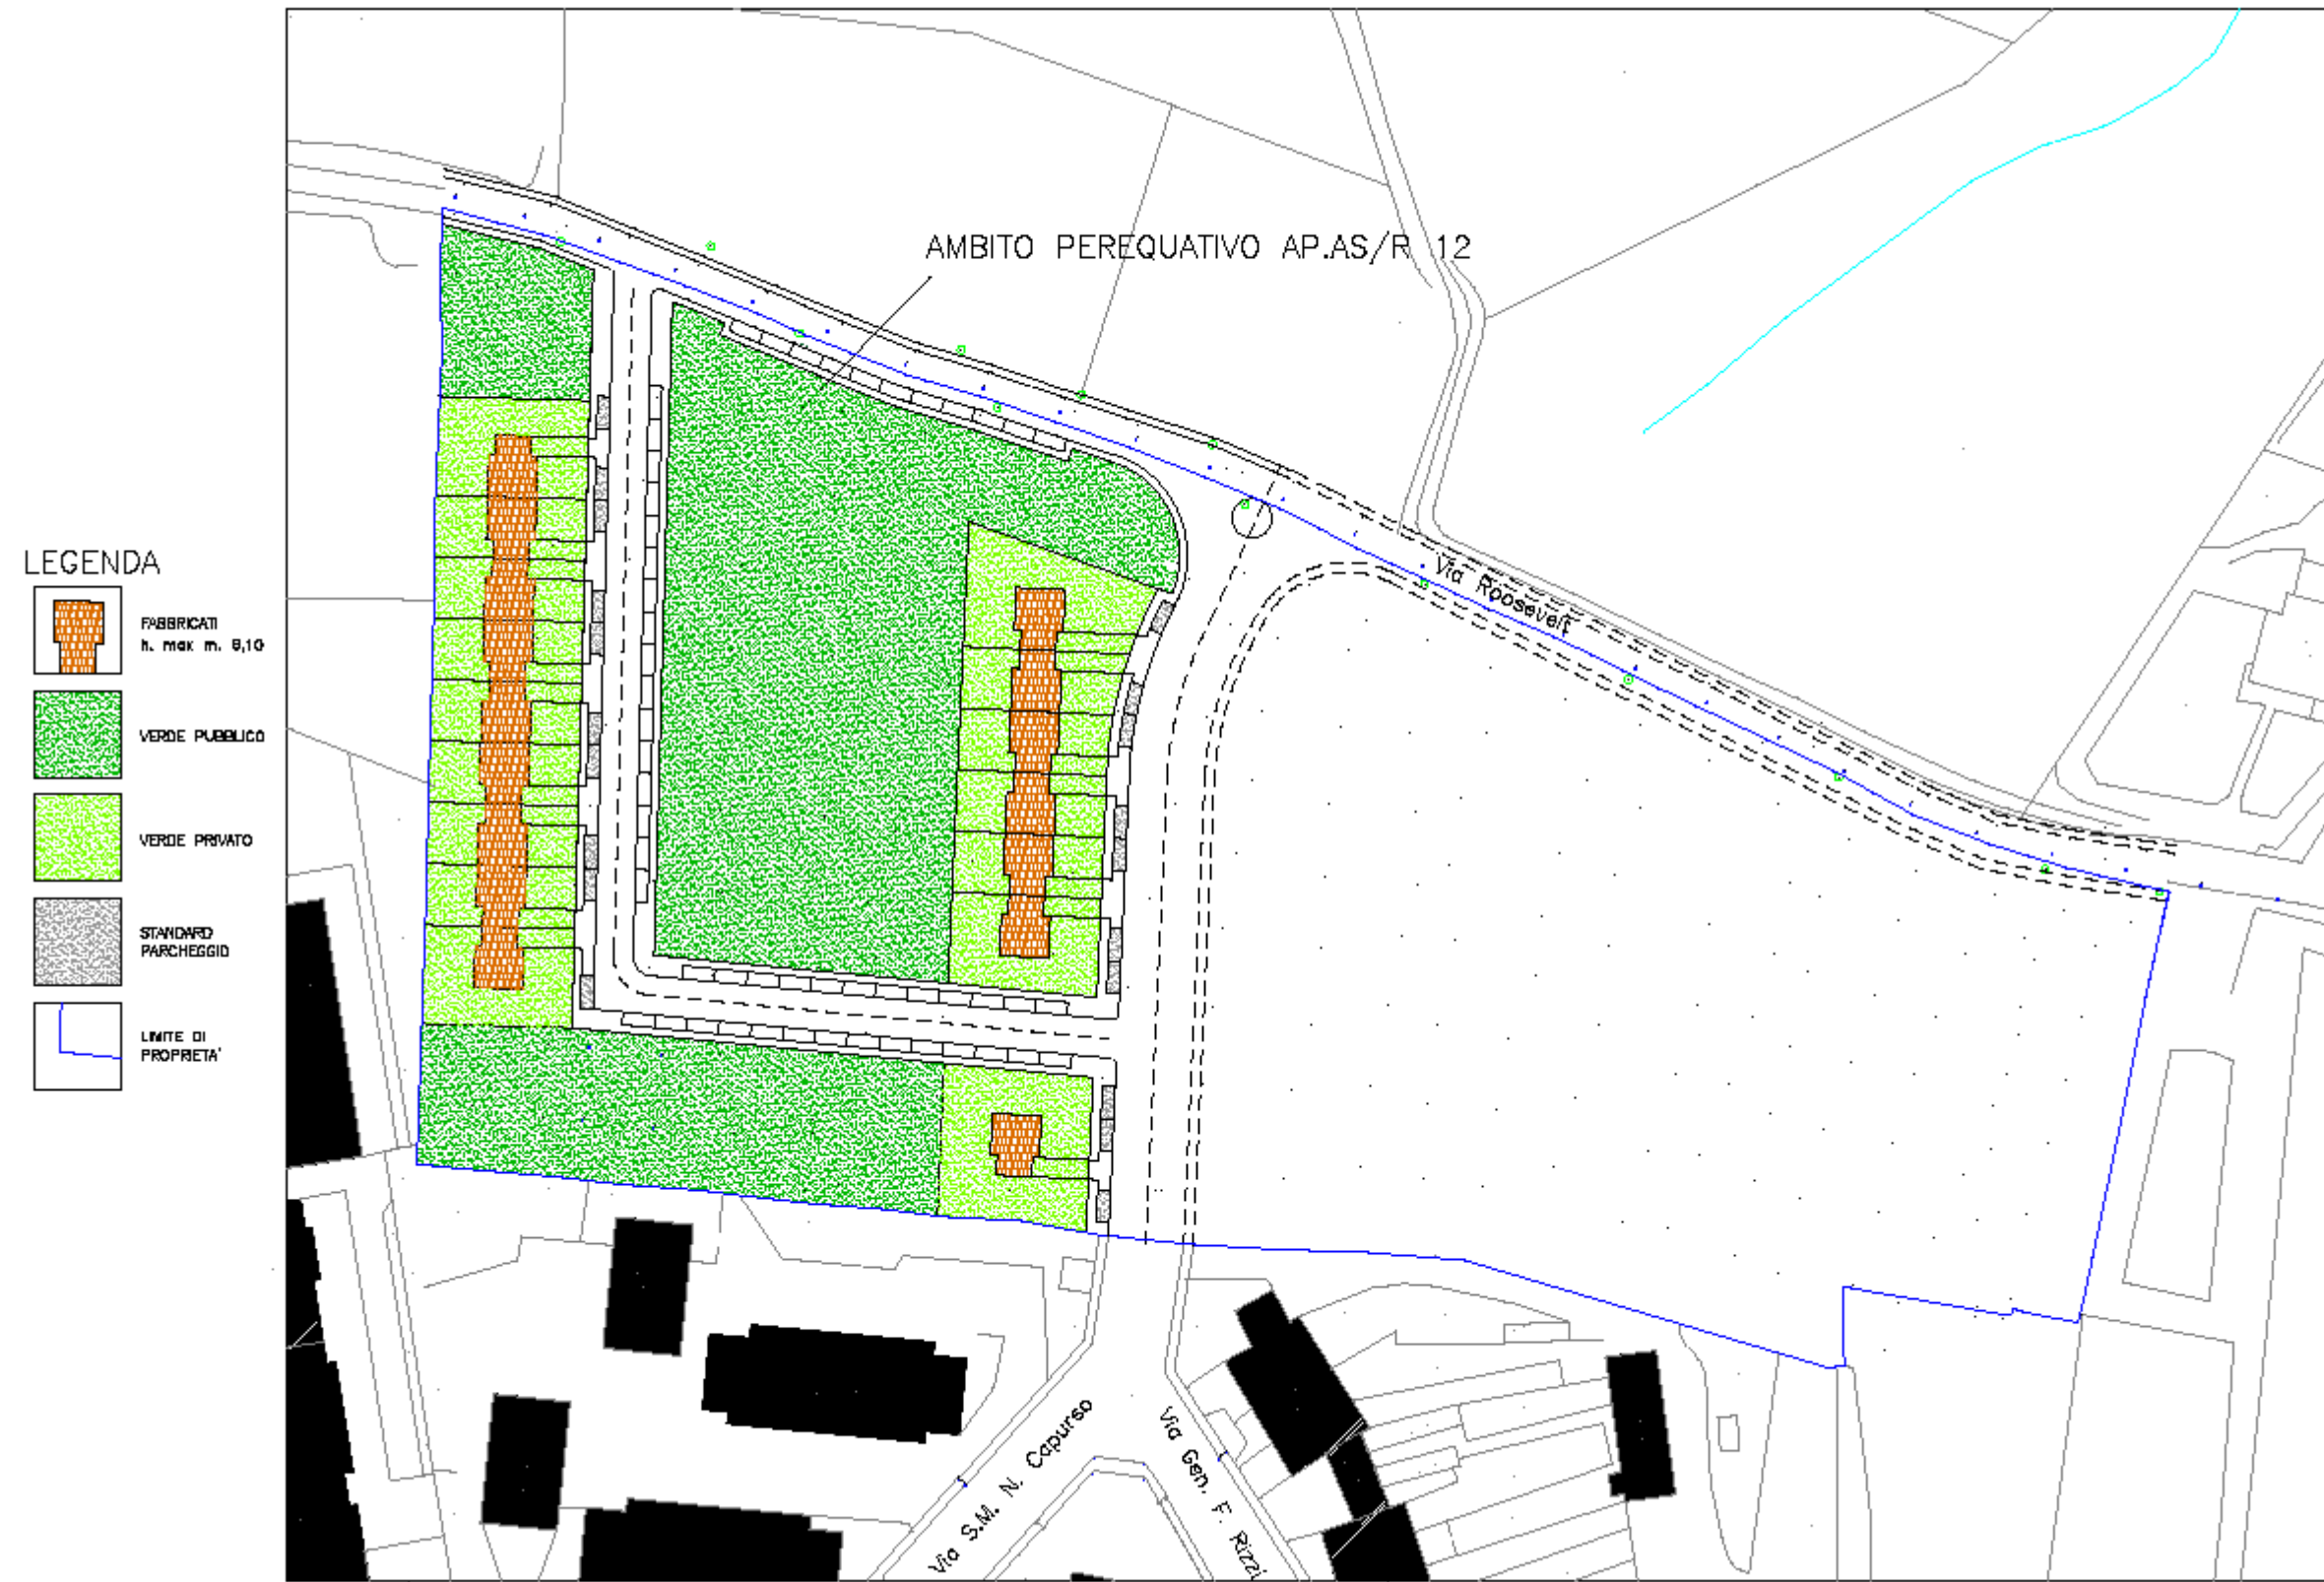 AMBITO PEREQUATIVO AP.AS/R 12
Via Roosevelt
LEGENDA
FABBRICATI
h. max m. 8,10
VERDE PUBBLICO
VERDE PRIVATO
STANDARD
PARCHEGGIO
LIMITE DI
PROPRIETA'
Via S.M. N. Capurso
Via Gen. F. Rizzi